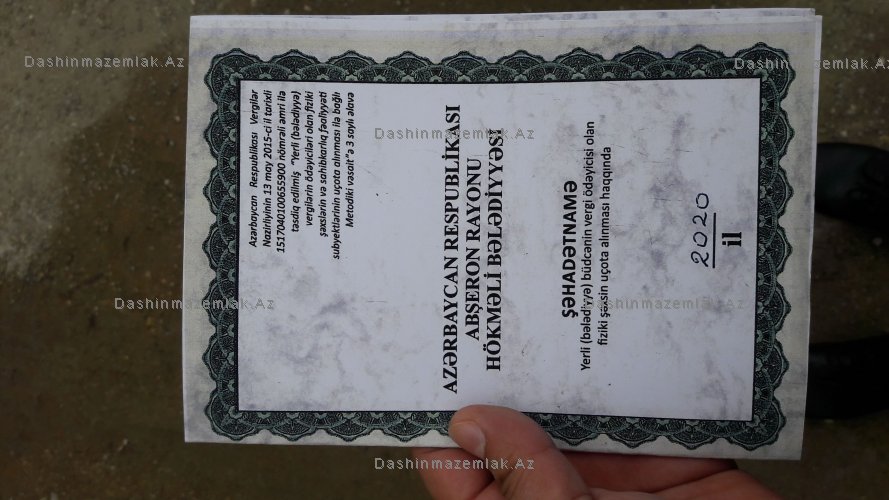 Azərbaycan Respublikası Vergilər
Nazirliyinin 13 may 2015-ci il tarixli
1517040100655900 nömrəli əmri ilə
təsdiq edilmiş "Yerli (bələdiyyə)
vergilərin ödəyiciləri olan fiziki
şəxslərin və sahibkarlıq fəaliyyəti
subyektlərinin uçota alınması ilə bağlı
Metodiki vəsait"ə 3 saylı əlavə
AZƏRBAYCAN RESPUBLİKASI
ABŞERON RAYONU
HÖKMƏLİ BƏLƏDİYYƏSİ
ŞƏHADƏTNAMƏ
Yerli (bələdiyyə) büdcənin vergi ödəyicisi olan
fiziki şəxsin uçota alınması haqqında
2020
il
Dashinmazemlak.Az
Dashinmazemlak.Az
Dashinmazemlak.Az
Dashinmazemlak.Az
Dashinmazemlak.Az
Dashinmazemlak.Az
Dashinmazemlak.Az